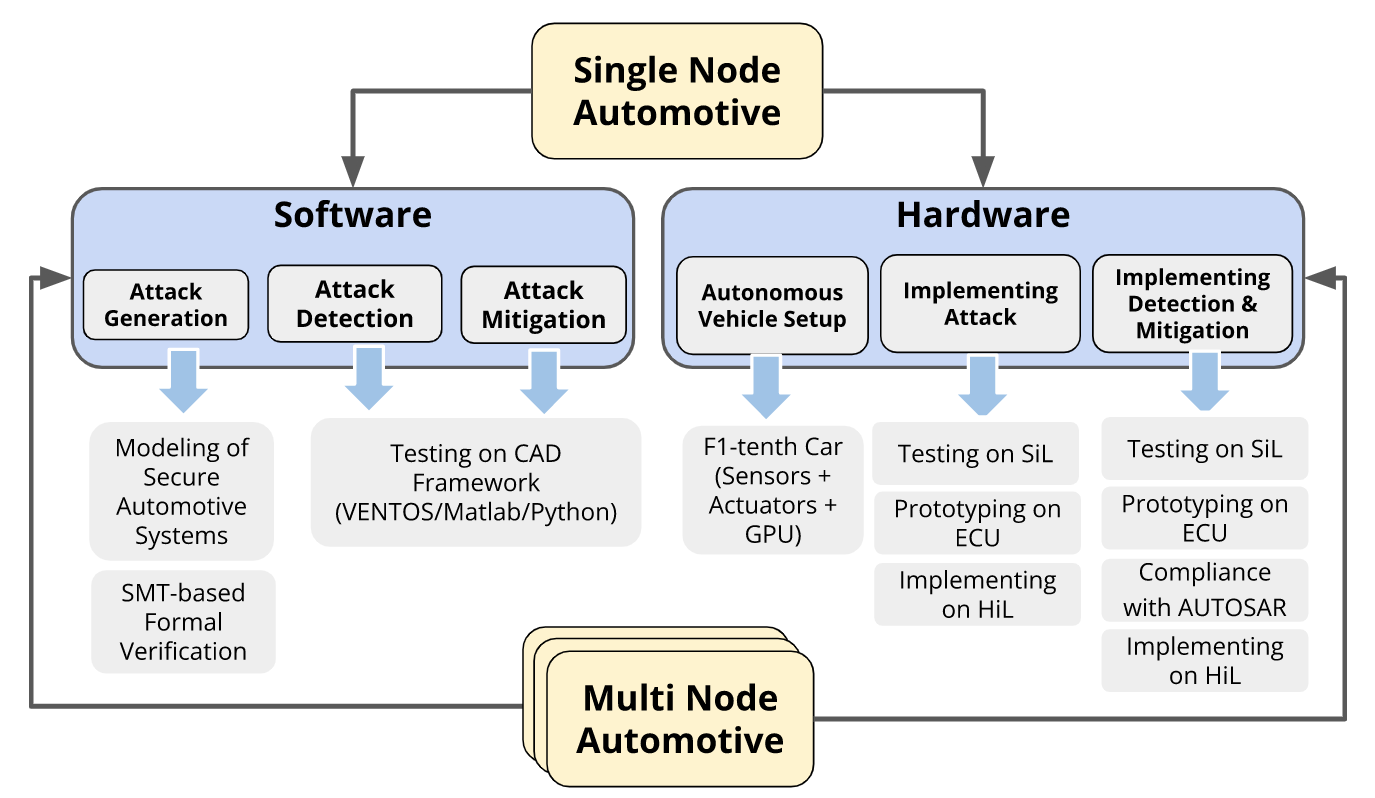 Single Node
Automotive
Software
Attack
Generation
Attack
Detection
Attack
Mitigation
Modeling of
Secure
Automotive
Systems
SMT-based
Formal
Verification
Testing on CAD
Framework
(VENTOS/Matlab/Python)
Hardware
Autonomous
Vehicle Setup
Implementing
Attack
Implementing
Detection &
Mitigation
F1-tenth Car
(Sensors +
Actuators +
GPU)
Testing on SiL
Prototyping on
ECU
Implementing
on HiL
Testing on SiL
Prototyping on
ECU
Compliance
with AUTOSAR
Implementing
on HiL
Multi Node
Automotive